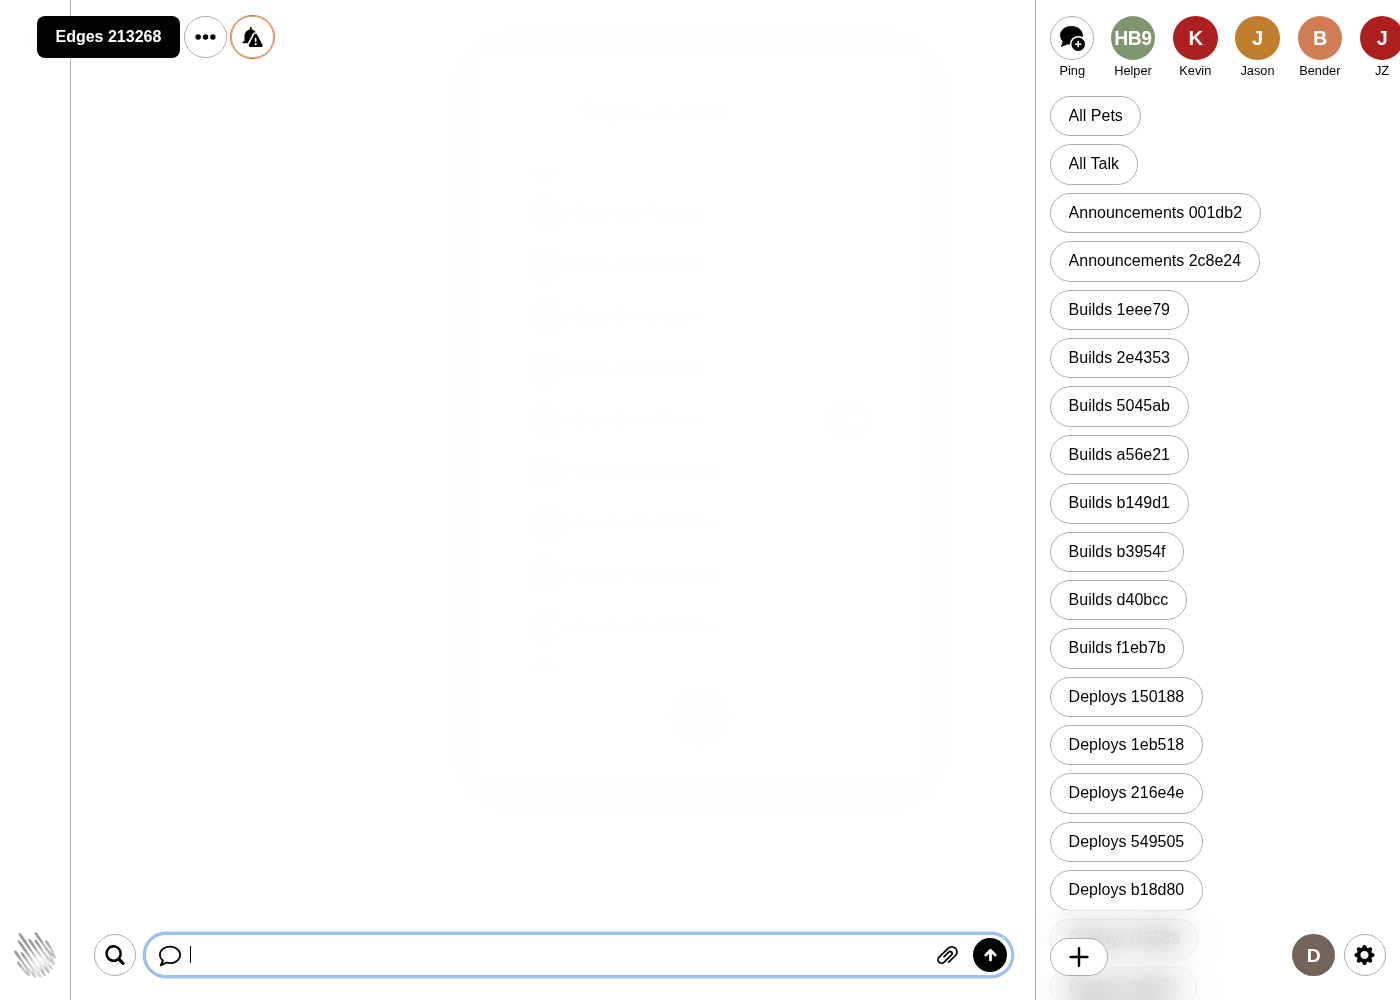 Edges 213268
Ping
HB9
Helper
K
Kevin
J
Jason
B
Bender
J
JZ
All Pets
All Talk
Announcements 001db2
Announcements 2c8e24
Builds 1eee79
Builds 2e4353
Builds 5045ab
Builds a56e21
Builds b149d1
Builds b3954f
Builds d40bcc
Builds f1eb7b
Deploys 150188
Deploys 1eb518
Deploys 216e4e
Deploys 549505
Deploys b18d80
Deploys f15539
D